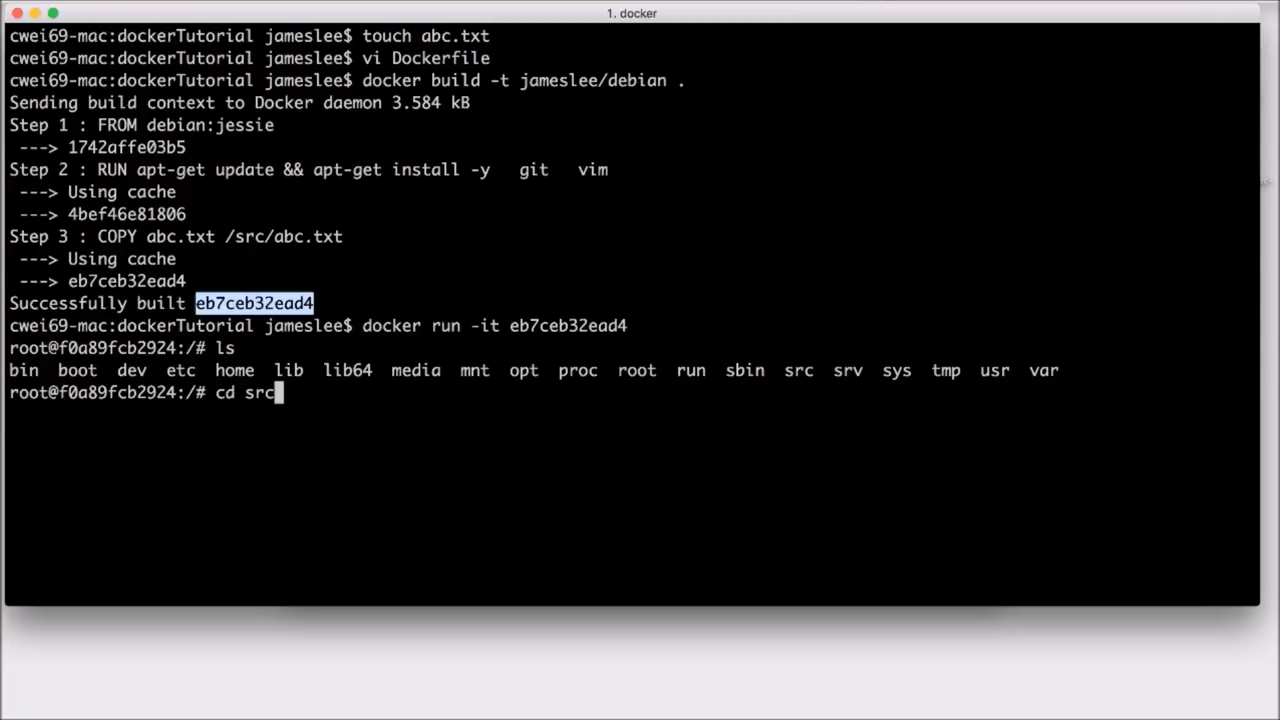 1. docker
cwei69-mac:dockerTutorial jameslee$ touch abc.txt
cwei69-mac:dockerTutorial jameslee$ vi Dockerfile
cwei69-mac:dockerTutorial jameslee$ docker build -t jameslee/debian .
Sending build context to Docker daemon 3.584 kB
Step 1 : FROM debian:jessie
 ---> 1742affe03b5
Step 2 : RUN apt-get update && apt-get install -y   git   vim
 ---> Using cache
 ---> 4bef46e81806
Step 3 : COPY abc.txt /src/abc.txt
 ---> Using cache
 ---> eb7ceb32ead4
Successfully built eb7ceb32ead4
cwei69-mac:dockerTutorial jameslee$ docker run -it eb7ceb32ead4
root@f0a89fcb2924:/# ls
bin  boot  dev  etc  home  lib  lib64  media  mnt  opt  proc  root  run  sbin  src  srv  sys  tmp  usr  var
root@f0a89fcb2924:/# cd src